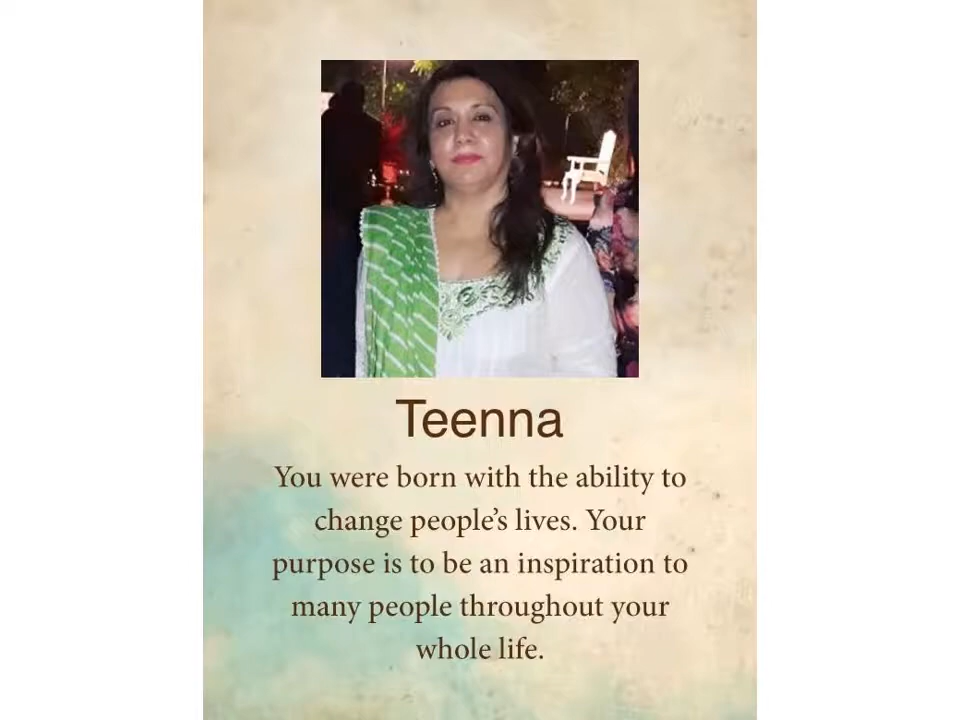 Teenna
You were born with the ability to
change people’s lives. Your
purpose is to be an inspiration to
many people throughout your
whole life.